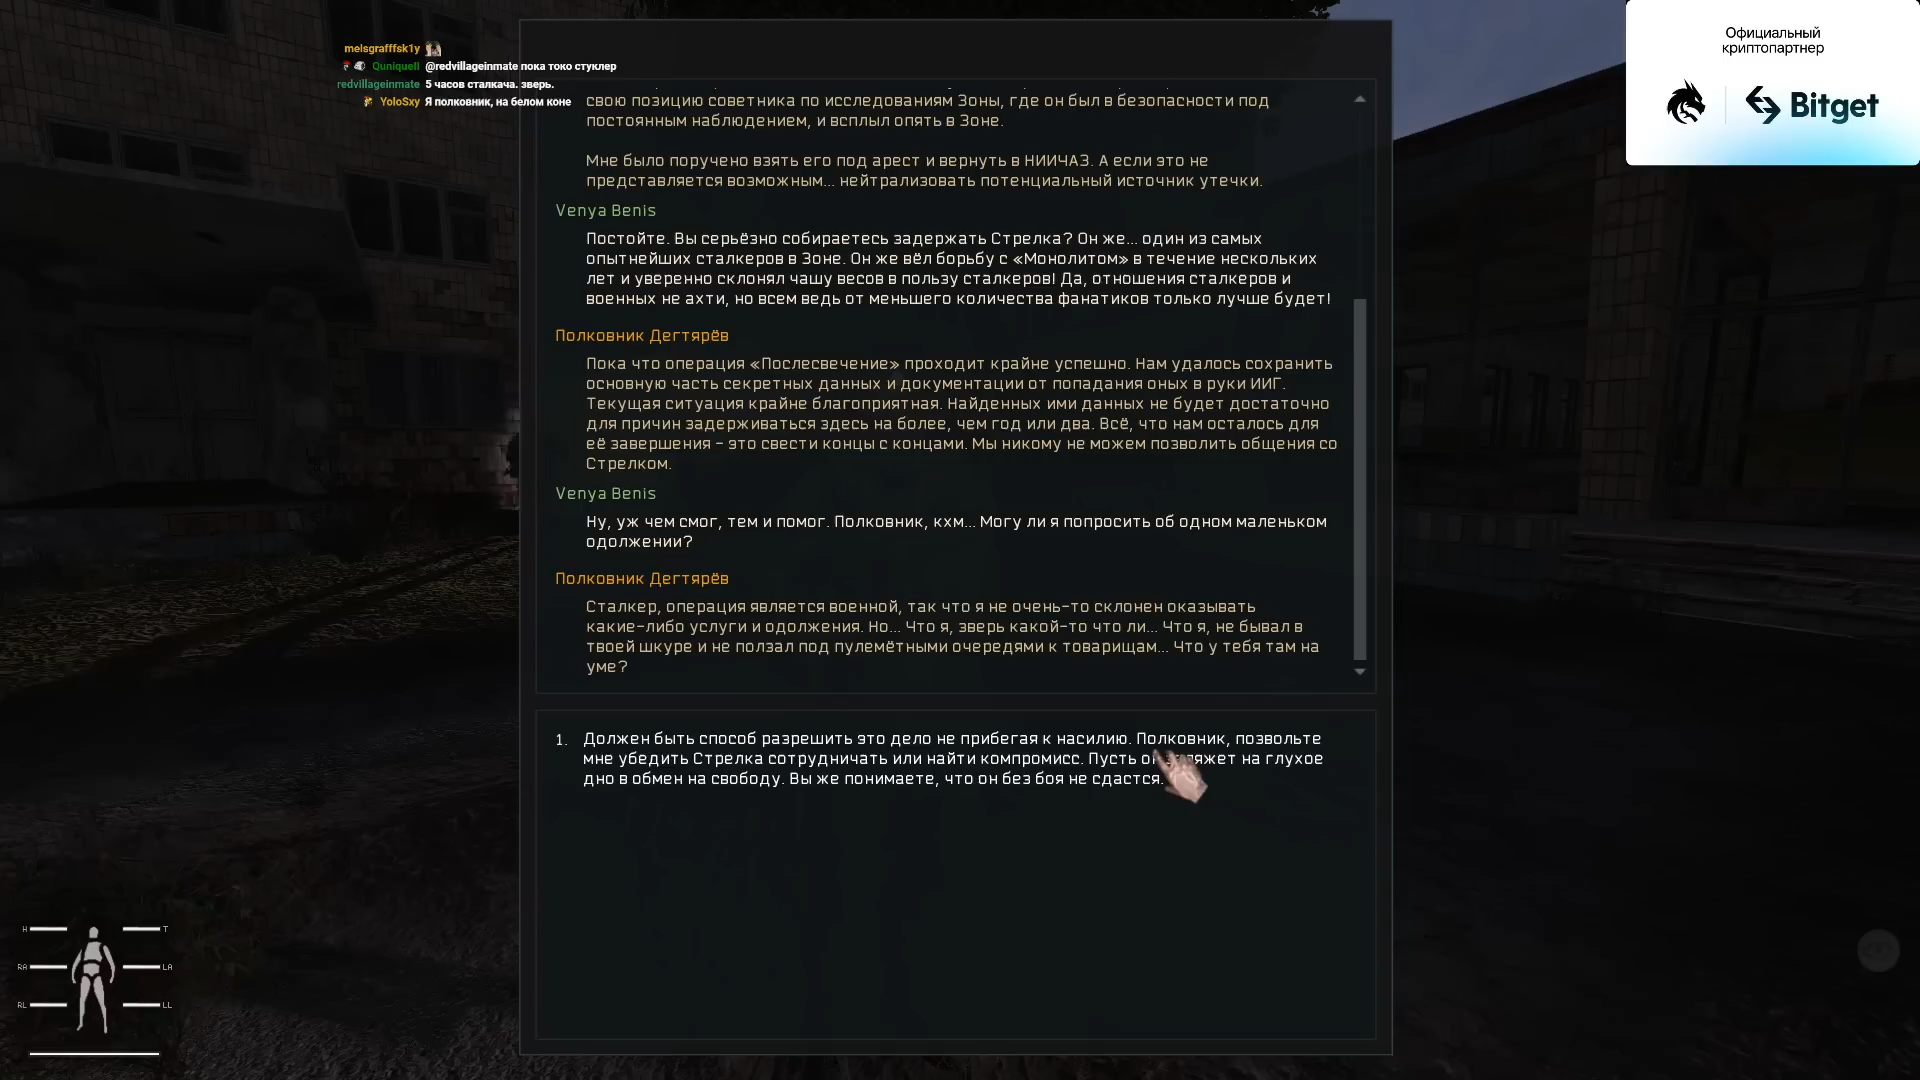 Официальный
криптопартнер
Bitget
melsgrafffsk1y
Quniquell @redvillageinmate пока токо стуклер
redvillageinmate 5 часов сталкача. зверь.
YoloSxy Я полковник, на белом коне
свою позицию советника по исследованиям Зоны, где он был в безопасности под
постоянным наблюдением, и всплыл опять в Зоне.
Мне было поручено взять его под арест и вернуть в НИИЧАЗ. А если это не
представляется возможным... нейтрализовать потенциальный источник утечки.
Venya Benis
Постойте. Вы серьёзно собираетесь задержать Стрелка? Он же... один из самых
опытнейших сталкеров в Зоне. Он же вёл борьбу с «Монолитом» в течение нескольких
лет и уверенно склонял чашу весов в пользу сталкеров! Да, отношения сталкеров и
военных не ахти, но всем ведь от меньшего количества фанатиков только лучше будет!
Полковник Дегтярёв
Пока что операция «Послесвечение» проходит крайне успешно. Нам удалось сохранить
основную часть секретных данных и документации от попадания оных в руки ИИГ.
Текущая ситуация крайне благоприятная. Найденных ими данных не будет достаточно
для причин задерживаться здесь на более, чем год или два. Всё, что нам осталось для
её завершения – это свести концы с концами. Мы никому не можем позволить общения со
Стрелком.
Venya Benis
Ну, уж чем смог, тем и помог. Полковник, кхм... Могу ли я попросить об одном маленьком
одолжении?
Полковник Дегтярёв
Сталкер, операция является военной, так что я не очень-то склонен оказывать
какие-либо услуги и одолжения. Но... Что я, зверь какой-то что ли... Что я, не бывал в
твоей шкуре и не ползал под пулемётными очередями к товарищам... Что у тебя там на
уме?
1. Должен быть способ разрешить это дело не прибегая к насилию. Полковник, позвольте
мне убедить Стрелка сотрудничать или найти компромисс. Пусть на глухое
дно в обмен на свободу. Вы же понимаете, что он без боя не сдастся.
H T
RA LA
RL LL